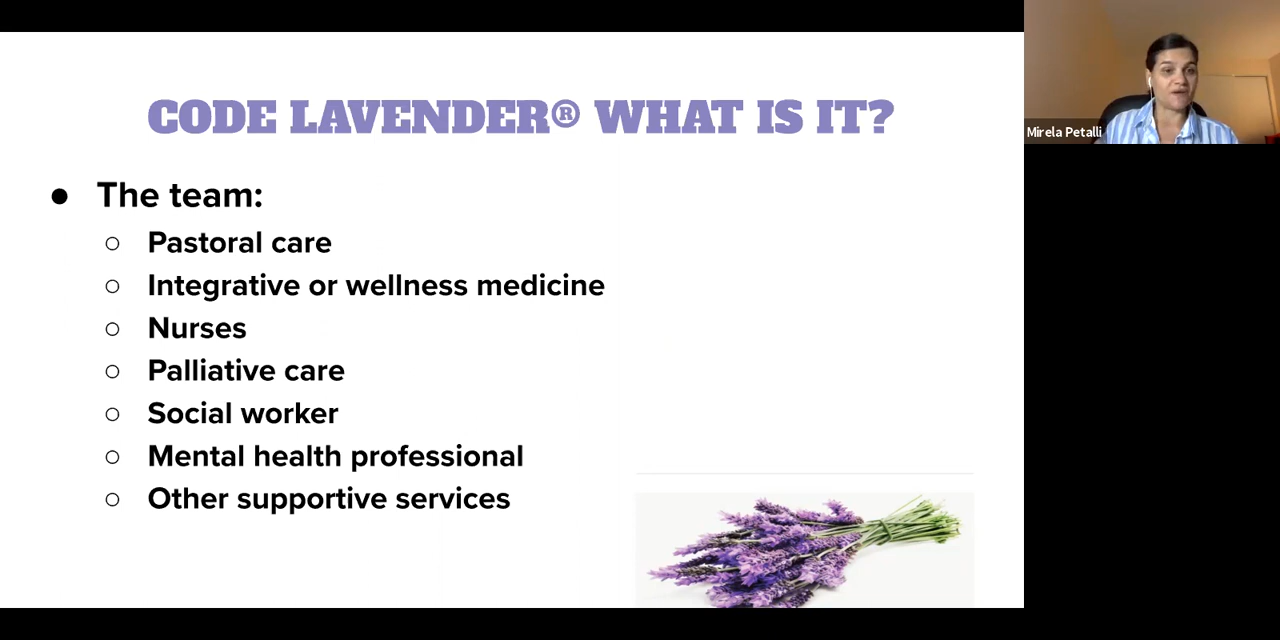 CODE LAVENDER® WHAT IS IT?
● The team:
○ Pastoral care
○ Integrative or wellness medicine
○ Nurses
○ Palliative care
○ Social worker
○ Mental health professional
○ Other supportive services
Mirela Petalli